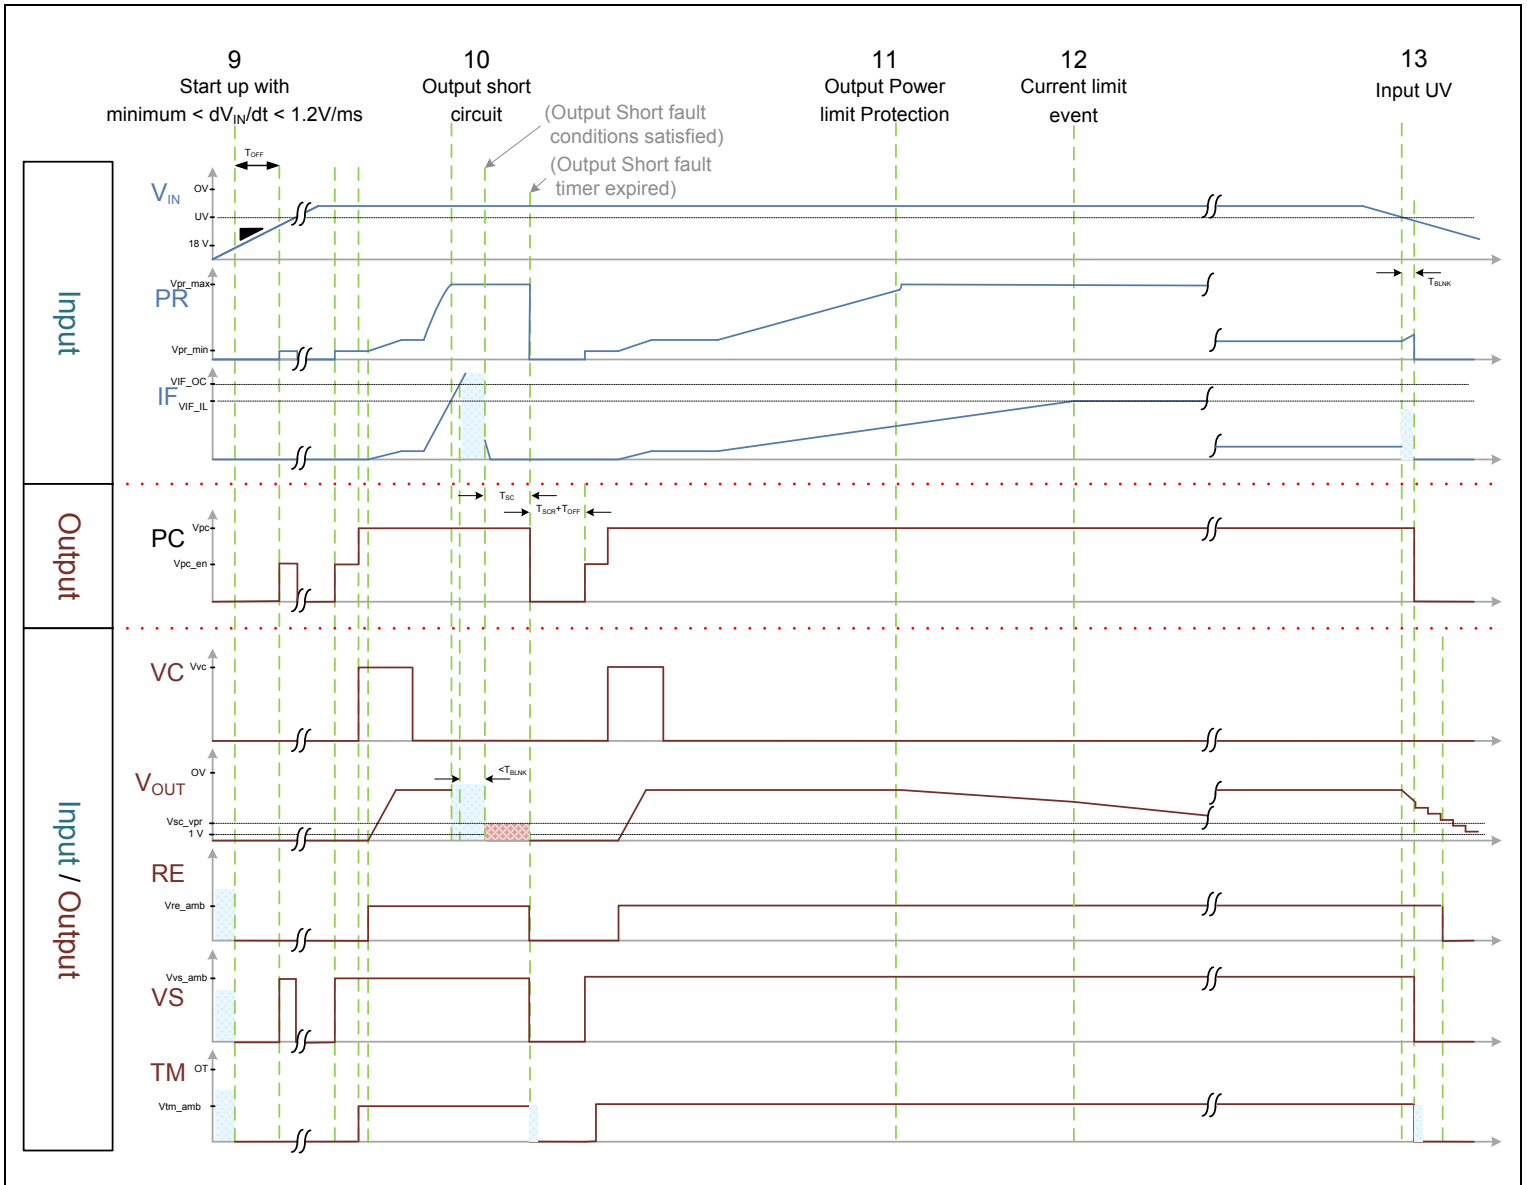 9
Start up with
minimum < dVIN/dt < 1.2V/ms
10
Output short
circuit
(Output Short fault
conditions satisfied)
(Output Short fault
timer expired)
11
Output Power
limit Protection
12
Current limit
event
13
Input UV
Input
TOFF
VIN
OV
UV
18 V
PR
Vpr_max
Vpr_min
TBLNK
IF
VIF_OC
VIF_IL
Output
TSC
TSCR+TOFF
PC
Vpc
Vpc_en
Input / Output
VC
Vvc
VOUT
OV
<TBLNK
Vsc_vpr
1 V
RE
Vre_amb
VS
Vvs_amb
TM
OT
Vtm_amb